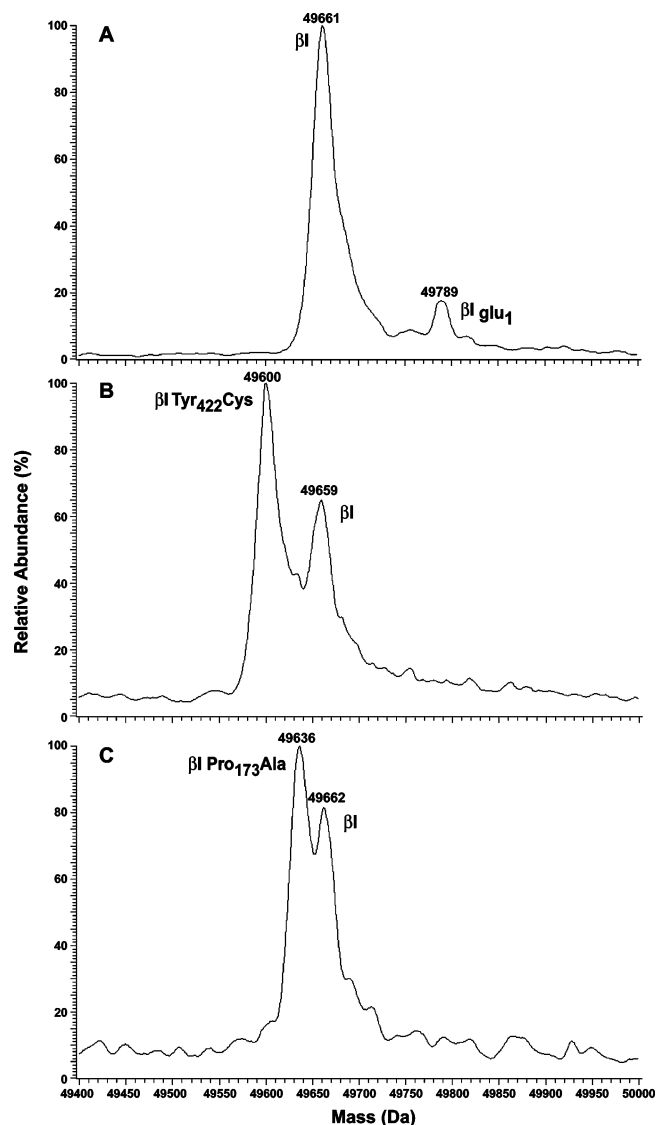 49661
A
βI
100
80
60
40
20
0
49789
βI glu1
49600
B
βI Tyr422Cys
100
80
60
40
20
0
49659
βI
Relative Abundance (%)
49636
C
βI Pro173Ala
100
80
60
40
20
0
49662
βI
49400 49450 49500 49550 49600 49650 49700 49750 49800 49850 49900 49950 50000
Mass (Da)